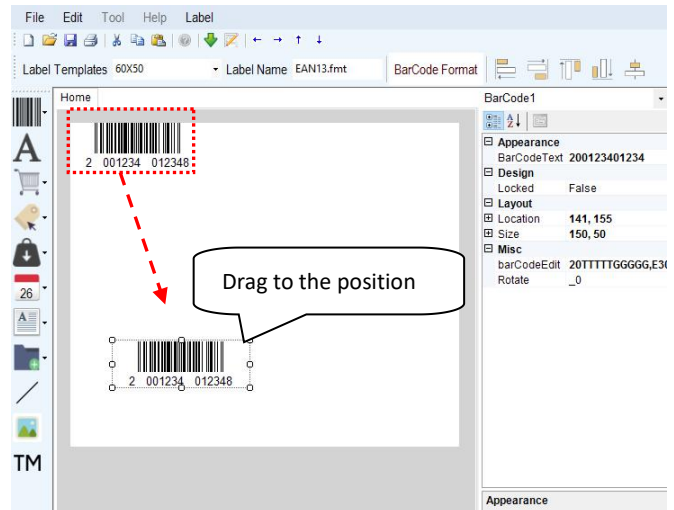 File Edit Tool Help Label
Label Templates 60X50 Label Name EAN13.fmt BarCode Format
Home
BarCode1
A
2 001234 012348
Appearance
BarCodeText 200123401234
Design
Locked False
Layout
Location 141, 155
Size 150, 50
Misc
barCodeEdit 20TTTTTGGGGG,E30
Rotate _0
26
Drag to the position
2 001234 012348
TM
Appearance